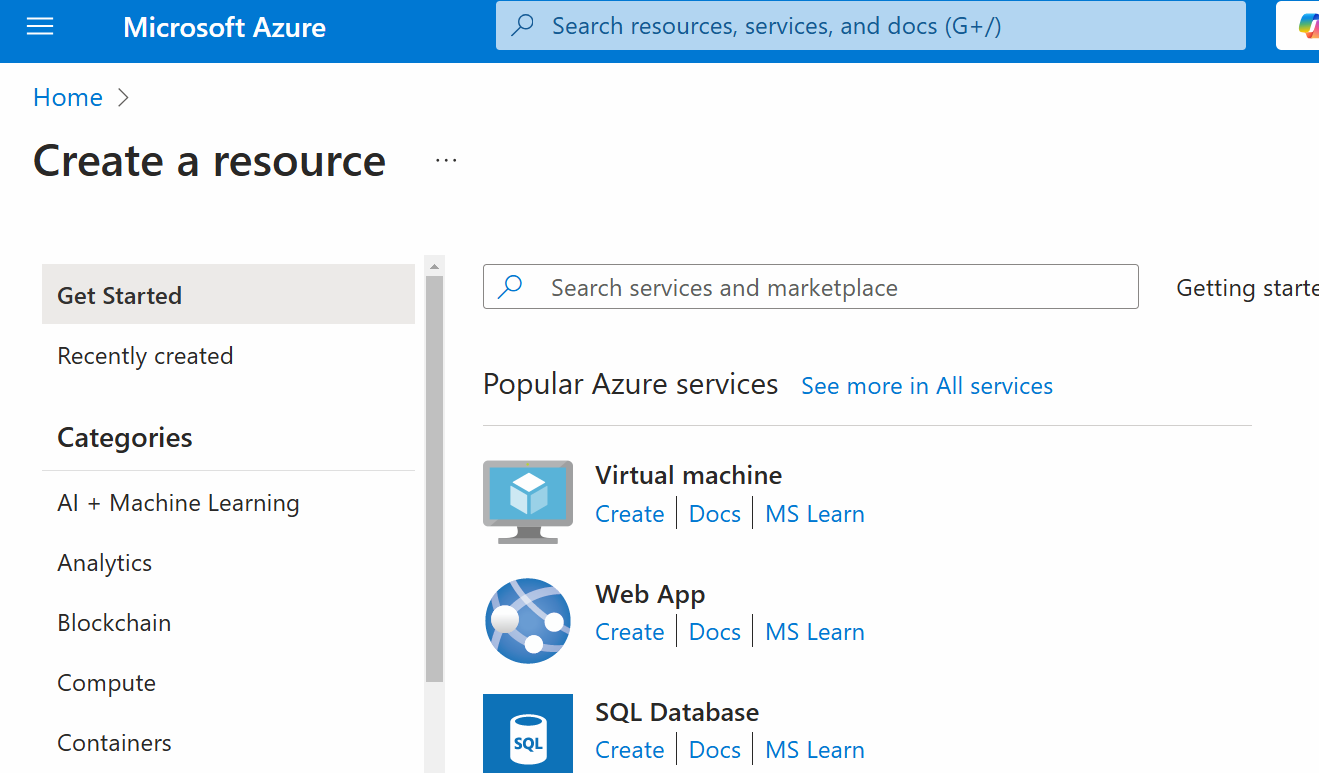 Microsoft Azure
Search resources, services, and docs (G+/)
Home
Create a resource
Get Started
Recently created
Categories
AI + Machine Learning
Analytics
Blockchain
Compute
Containers
Search services and marketplace
Getting starte
Popular Azure services See more in All services
Virtual machine
Create Docs MS Learn
Web App
Create Docs MS Learn
SQL
SQL Database
Create Docs MS Learn